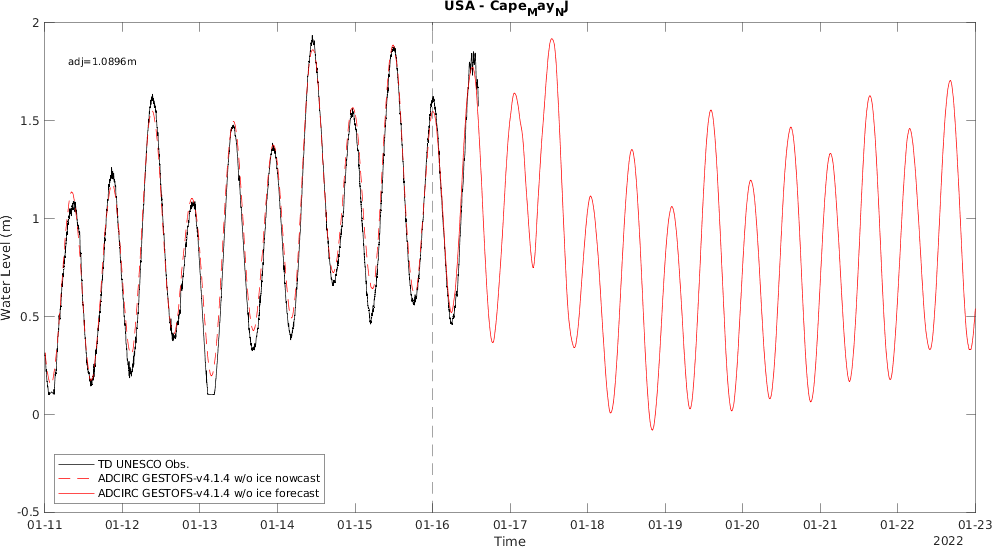 USA - Cape_May_NJ
adj=1.0896m
2
1.5
1
0.5
0
-0.5
Water Level (m)
TD UNESCO Obs.
ADCIRC GESTOFS-v4.1.4 w/o ice nowcast
ADCIRC GESTOFS-v4.1.4 w/o ice forecast
01-11 01-12 01-13 01-14 01-15 01-16 01-17 01-18 01-19 01-20 01-21 01-22 01-23
Time
2022